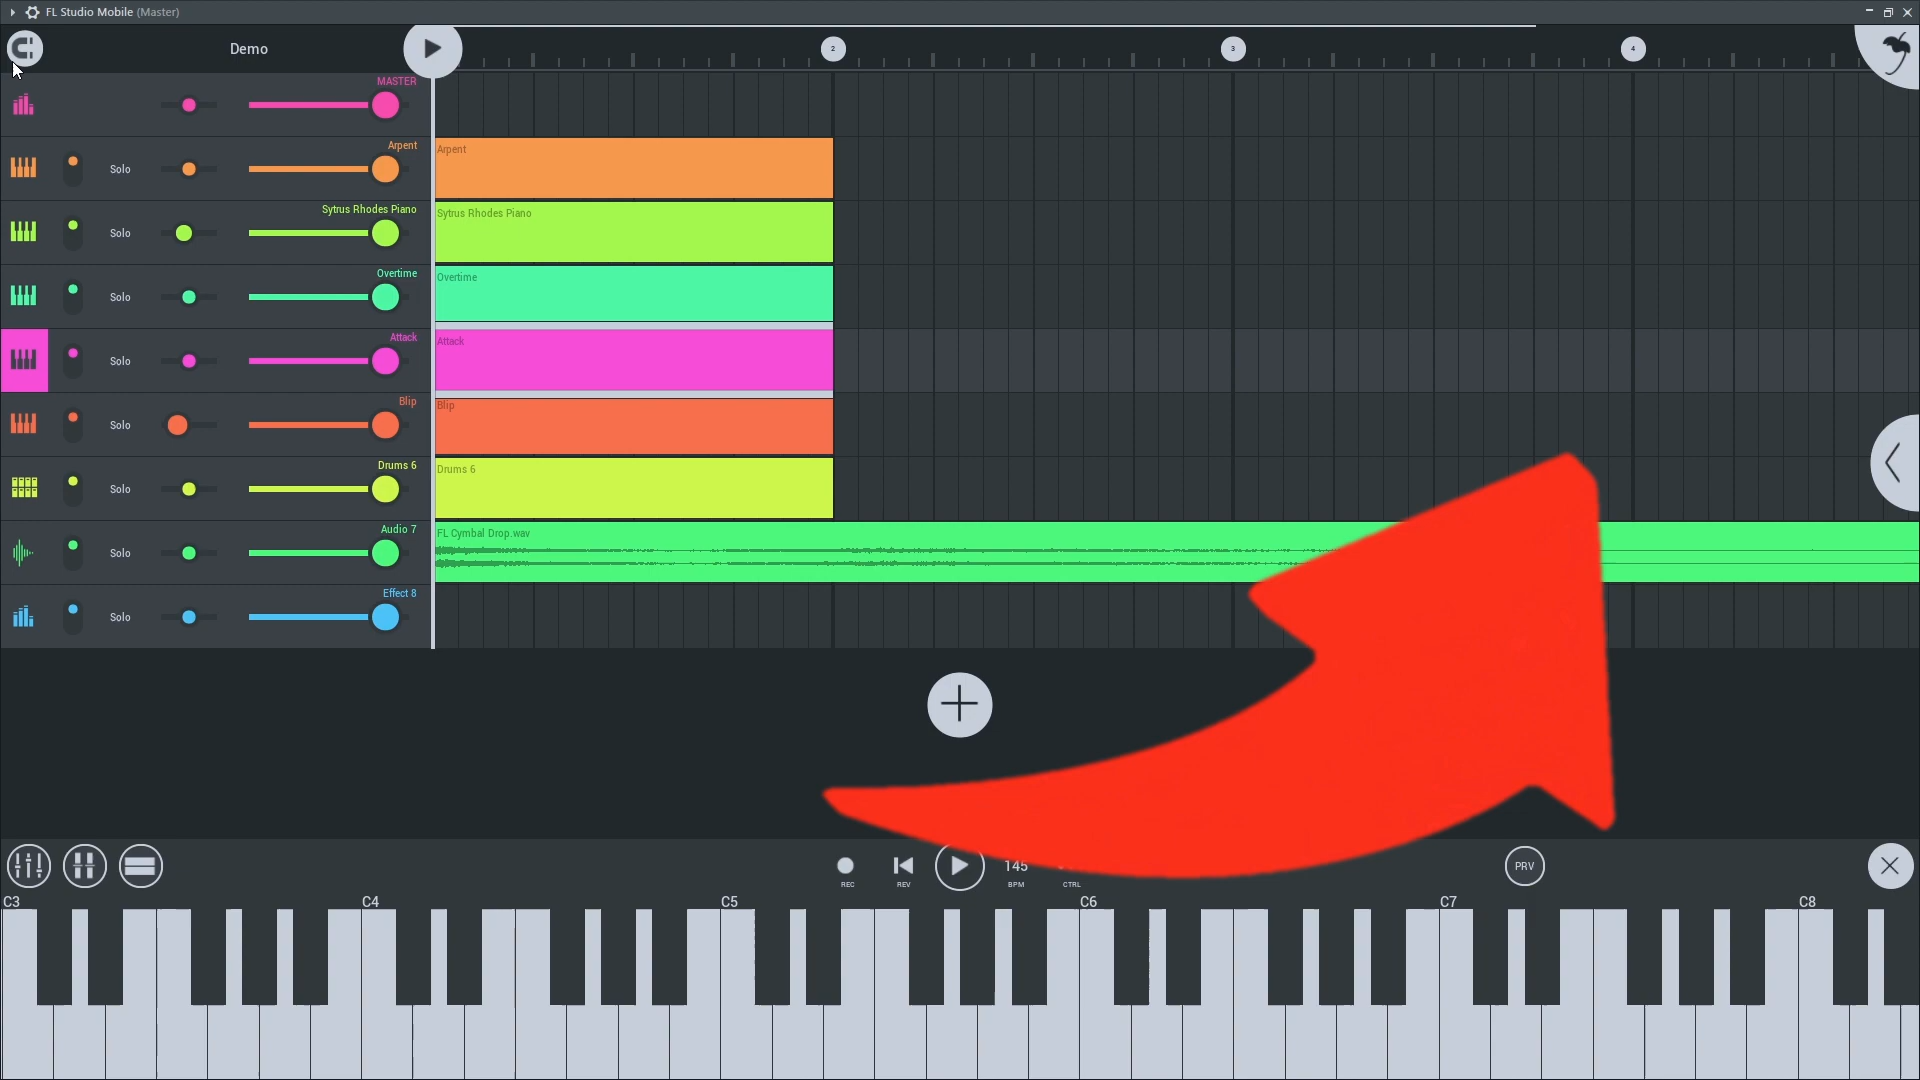 FL Studio Mobile (Master)
Demo
2
3
4
MASTER
Arpent
Solo
Arpent
Sytrus Rhodes Piano
Solo
Sytrus Rhodes Piano
Overtime
Solo
Overtime
Attack
Solo
Attack
Blip
Solo
Blip
Drums 6
Solo
Drums 6
Audio 7
Solo
FL Cymbal Drop.wav
Effect 8
Solo
REC
REV
145
BPM
CTRL
PRV
C3
C4
C5
C6
C7
C8